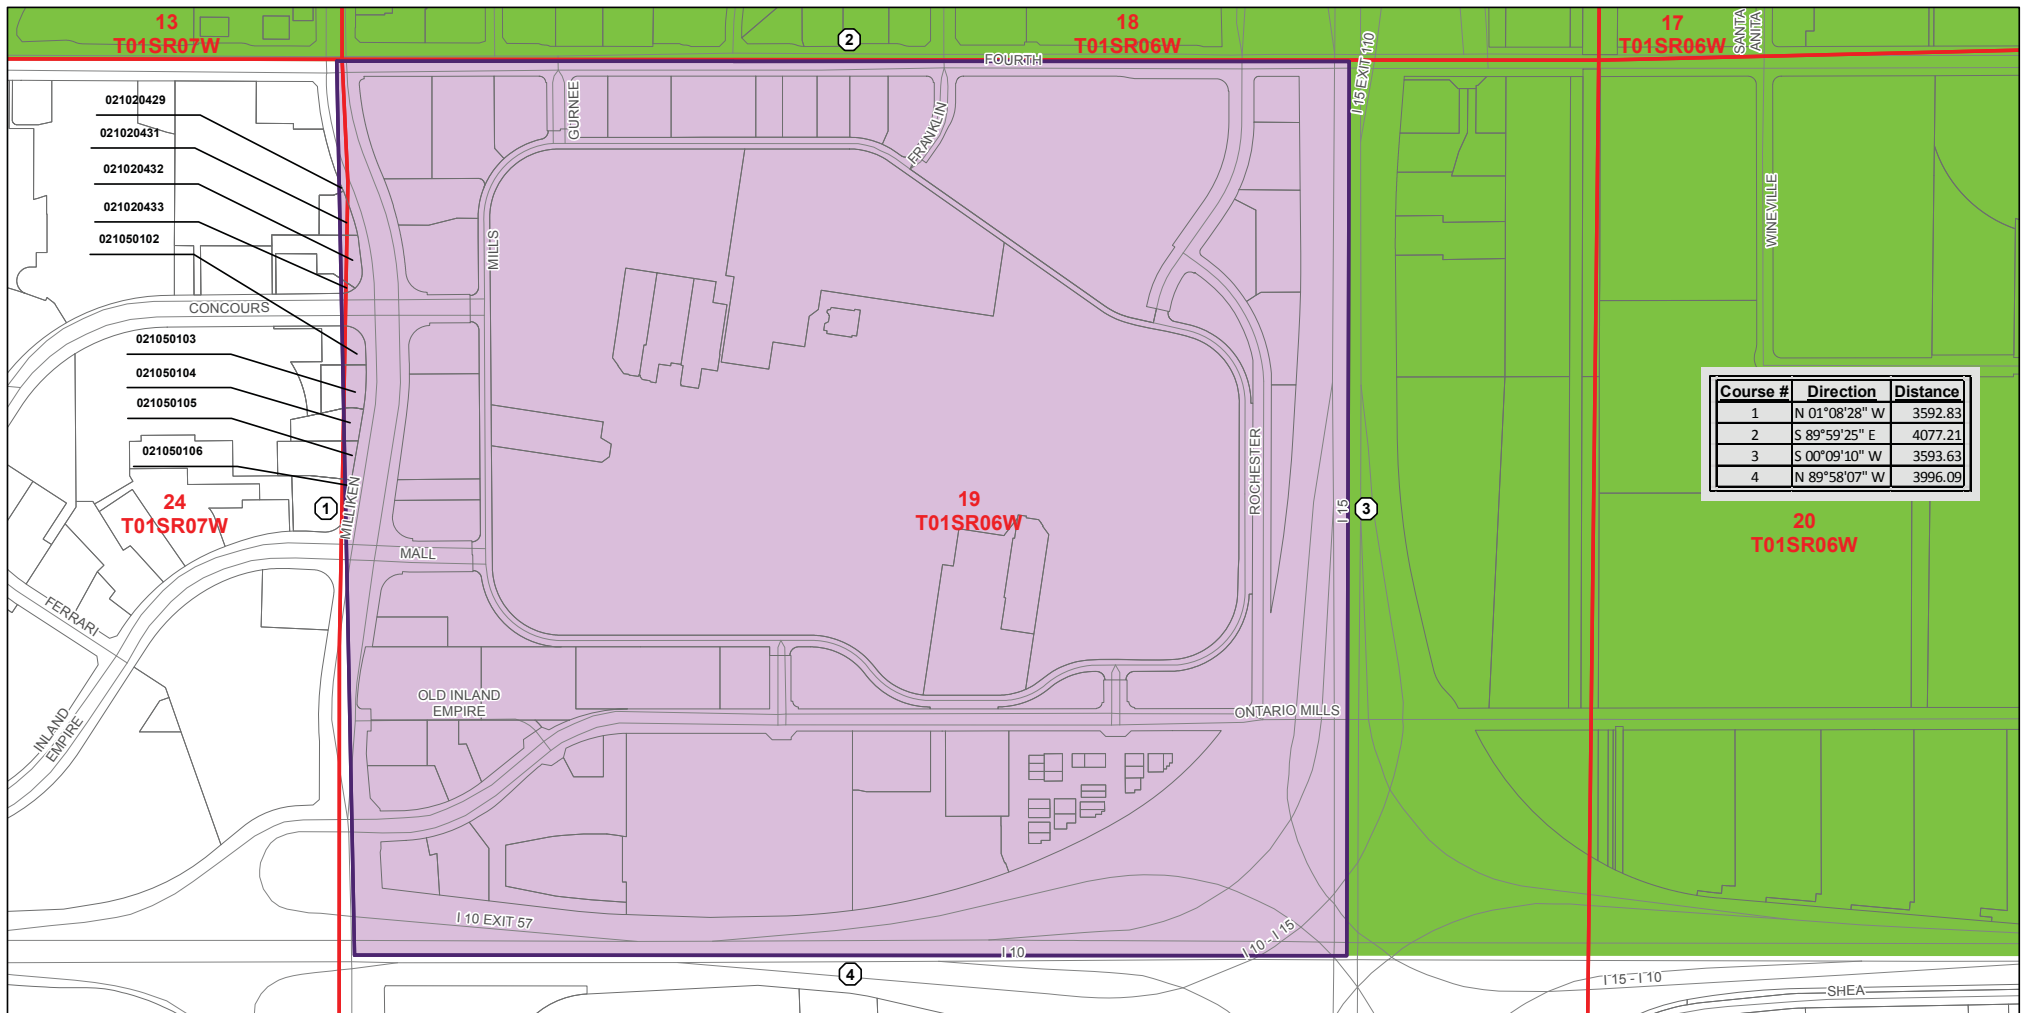 13
T01SR07W
2
18
T01SR06W
17
T01SR06W
SANTA
ANITA
FOURTH
I 15 EXIT 110
021020429
021020431
021020432
021020433
021050102
GURNEE
FRANKLIN
MILLS
WINEVILLE
CONCOURS
021050103
021050104
021050105
021050106
Course # Direction Distance
1 N 01°08'28" W 3592.83
2 S 89°59'25" E 4077.21
3 S 00°09'10" W 3593.63
4 N 89°58'07" W 3996.09
24
T01SR07W
1
MILLIKEN
19
T01SR06W
ROCHESTER
I 15
3
20
T01SR06W
MALL
FERRARI
INLAND
EMPIRE
OLD INLAND
EMPIRE
ONTARIO MILLS
I 10 EXIT 57
I 10
I 10 - I 15
4
I 15 - I 10
SHEA